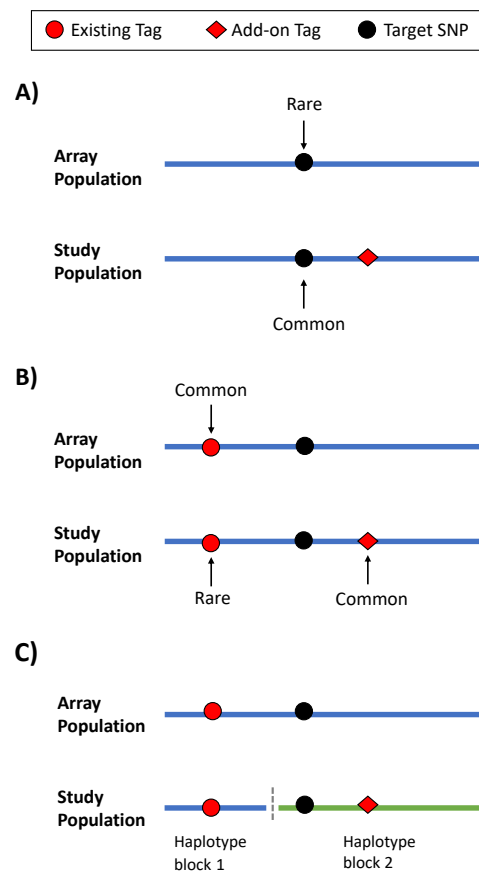 Existing Tag Add-on Tag Target SNP
A)
Rare
Array
Population
Study
Population
Common
B)
Common
Array
Population
Study
Population
Rare Common
C)
Array
Population
Study
Population
Haplotype
block 1
Haplotype
block 2